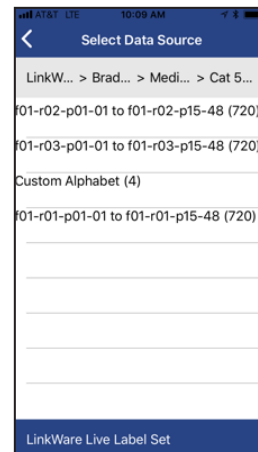 AT&T LTE 10:09 AM
Select Data Source
LinkW... > Brad... > Medi... > Cat 5...
f01-r02-p01-01 to f01-r02-p15-48 (720)
f01-r03-p01-01 to f01-r03-p15-48 (720)
Custom Alphabet (4)
f01-r01-p01-01 to f01-r01-p15-48 (720)
LinkWare Live Label Set